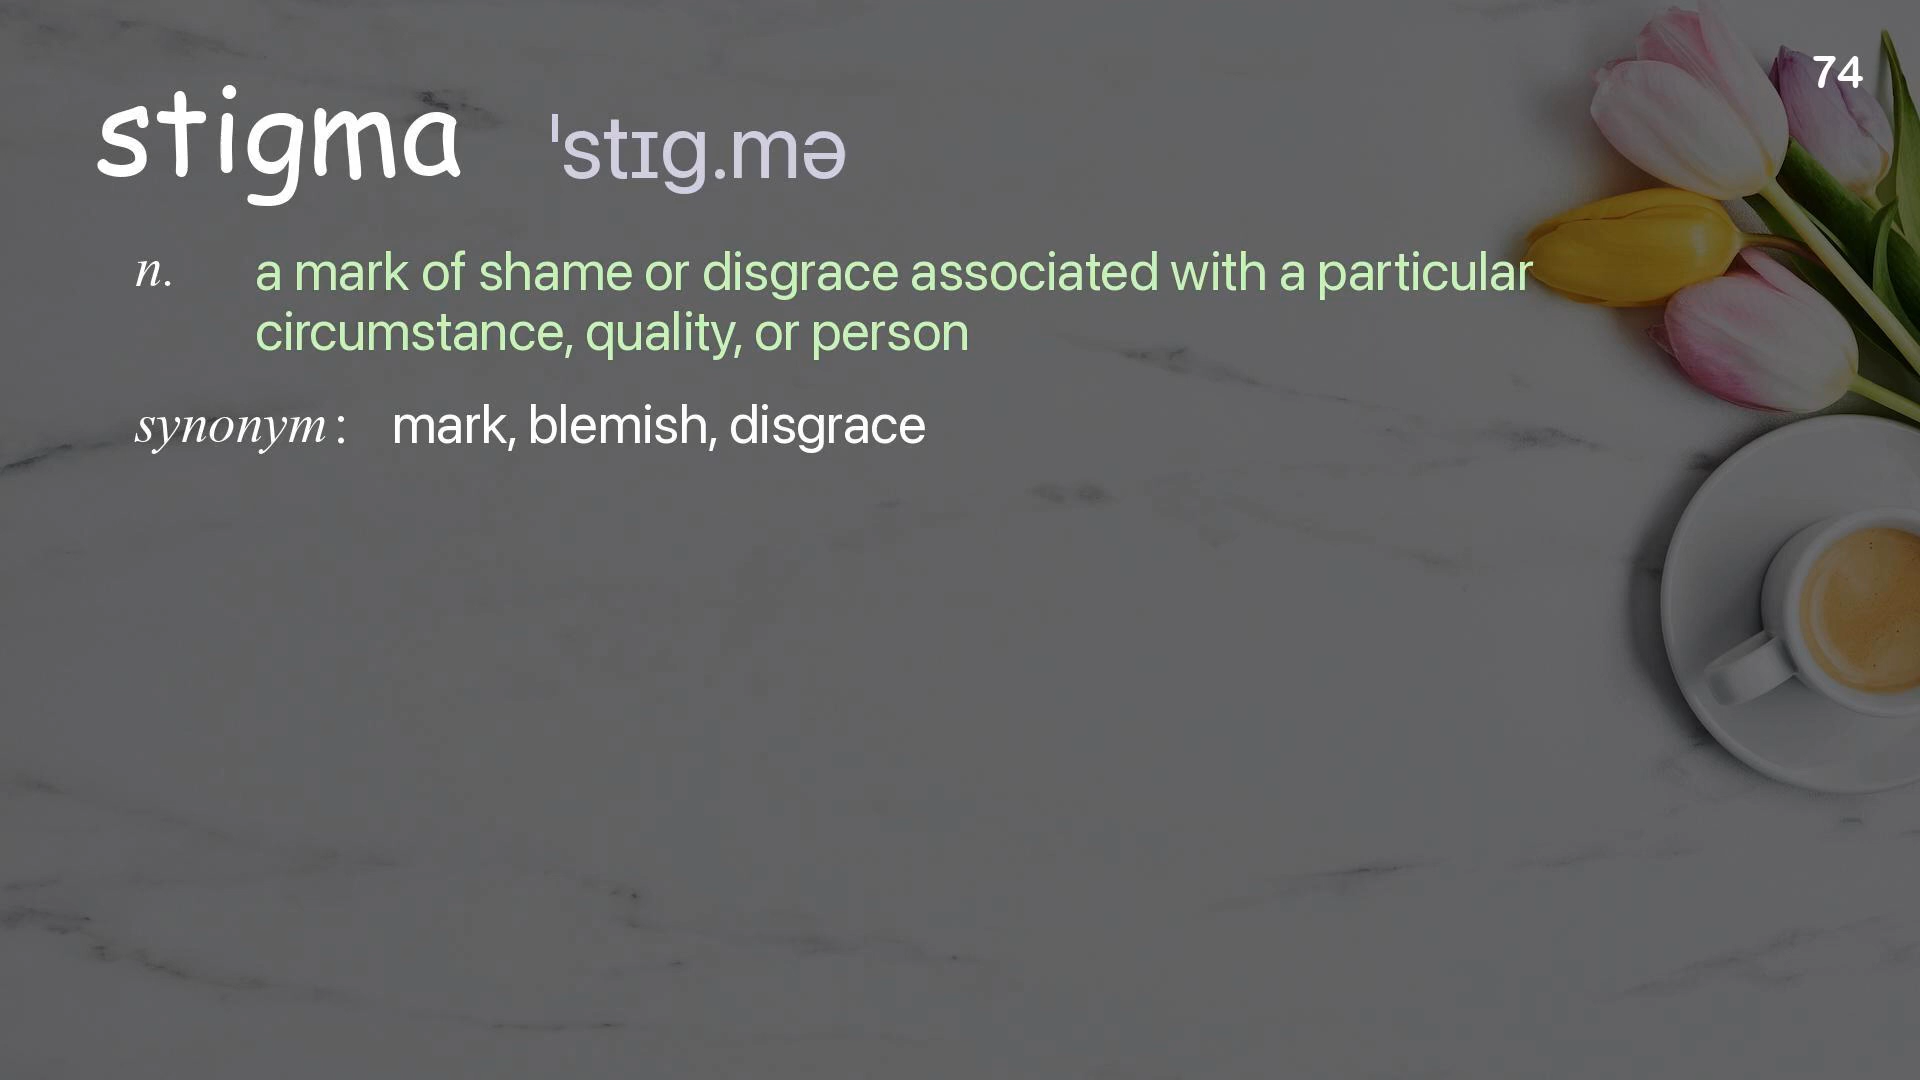 74
stigma ˈstɪg.mə
n. a mark of shame or disgrace associated with a particular
circumstance, quality, or person
synonym: mark, blemish, disgrace